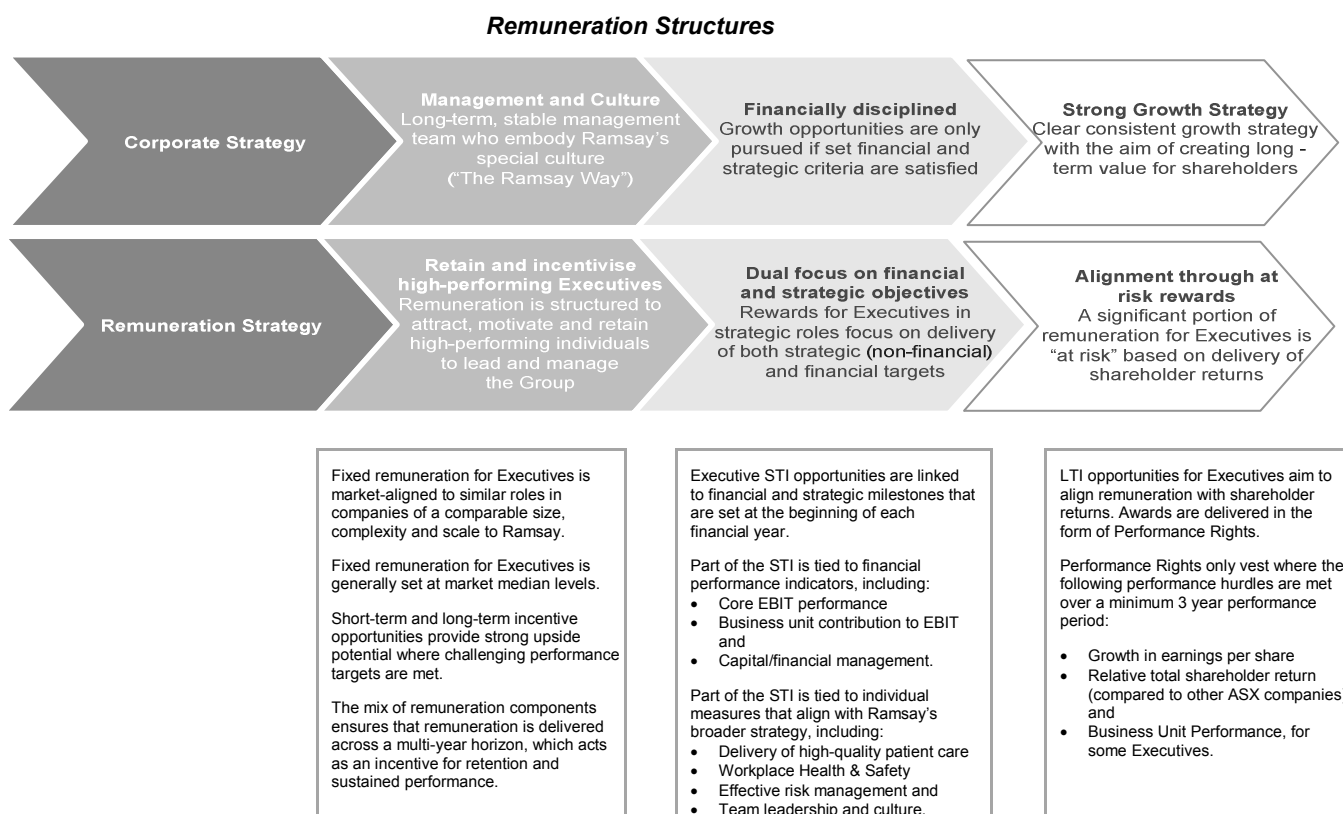 Remuneration Structures
Corporate Strategy
Management and Culture
Long-term, stable management
team who embody Ramsay's
special culture
("The Ramsay Way")
Financially disciplined
Growth opportunities are only
pursued if set financial and
strategic criteria are satisfied
Strong Growth Strategy
Clear consistent growth strategy
with the aim of creating long -
term value for shareholders
Remuneration Strategy
Retain and incentivise
high-performing Executives
Remuneration is structured to
attract, motivate and retain
high-performing individuals
to lead and manage
the Group
Dual focus on financial
and strategic objectives
Rewards for Executives in
strategic roles focus on delivery
of both strategic (non-financial)
and financial targets
Alignment through at
risk rewards
A significant portion of
remuneration for Executives is
"at risk" based on delivery of
shareholder returns
Fixed remuneration for Executives is
market-aligned to similar roles in
companies of a comparable size,
complexity and scale to Ramsay.
Fixed remuneration for Executives is
generally set at market median levels.
Short-term and long-term incentive
opportunities provide strong upside
potential where challenging performance
targets are met.
The mix of remuneration components
ensures that remuneration is delivered
across a multi-year horizon, which acts
as an incentive for retention and
sustained performance.
Executive STI opportunities are linked
to financial and strategic milestones that
are set at the beginning of each
financial year.
Part of the STI is tied to financial
performance indicators, including:
• Core EBIT performance
• Business unit contribution to EBIT
and
• Capital/financial management.
Part of the STI is tied to individual
measures that align with Ramsay's
broader strategy, including:
• Delivery of high-quality patient care
• Workplace Health & Safety
• Effective risk management and
• Team leadership and culture.
LTI opportunities for Executives aim to
align remuneration with shareholder
returns. Awards are delivered in the
form of Performance Rights.
Performance Rights only vest where the
following performance hurdles are met
over a minimum 3 year performance
period:
• Growth in earnings per share
• Relative total shareholder return
(compared to other ASX companies
and
• Business Unit Performance, for
some Executives.